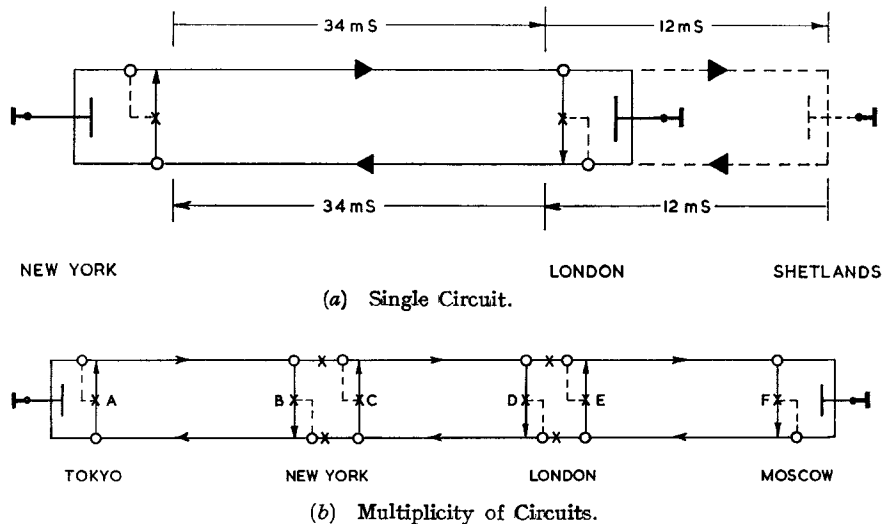 34 mS 12 mS
34 mS 12 mS
NEW YORK LONDON SHETLANDS
(a) Single Circuit.
A B C D E F
TOKYO NEW YORK LONDON MOSCOW
(b) Multiplicity of Circuits.